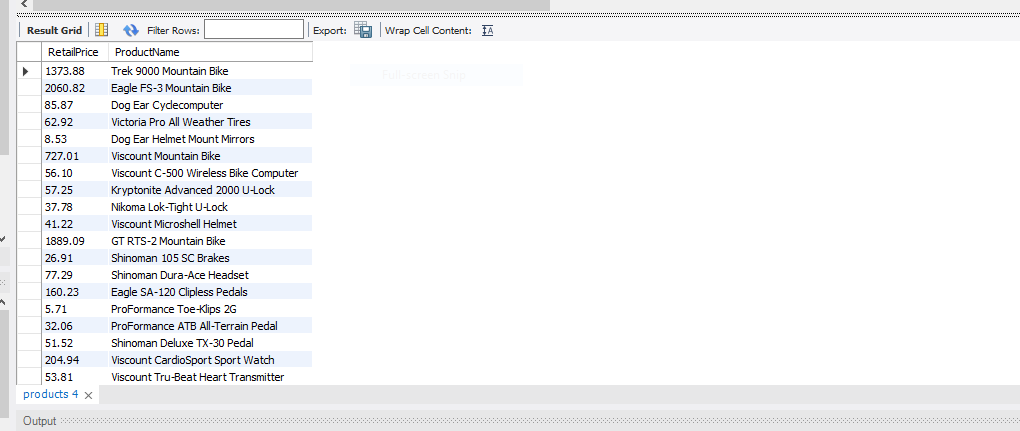 Result Grid Filter Rows: Export: Wrap Cell Content: IA
RetailPrice ProductName
1373.88 Trek 9000 Mountain Bike
2060.82 Eagle FS-3 Mountain Bike
85.87 Dog Ear Cyclecomputer
62.92 Victoria Pro All Weather Tires
8.53 Dog Ear Helmet Mount Mirrors
727.01 Viscount Mountain Bike
56.10 Viscount C-500 Wireless Bike Computer
57.25 Kryptonite Advanced 2000 U-Lock
37.78 Nikoma Lok-Tight U-Lock
41.22 Viscount Microshell Helmet
1889.09 GT RTS-2 Mountain Bike
26.91 Shinoman 105 SC Brakes
77.29 Shinoman Dura-Ace Headset
160.23 Eagle SA-120 Clipless Pedals
5.71 ProFormance Toe-Klips 2G
32.06 ProFormance ATB All-Terrain Pedal
51.52 Shinoman Deluxe TX-30 Pedal
204.94 Viscount CardioSport Sport Watch
53.81 Viscount Tru-Beat Heart Transmitter
products 4
Output
Full-screen Snip